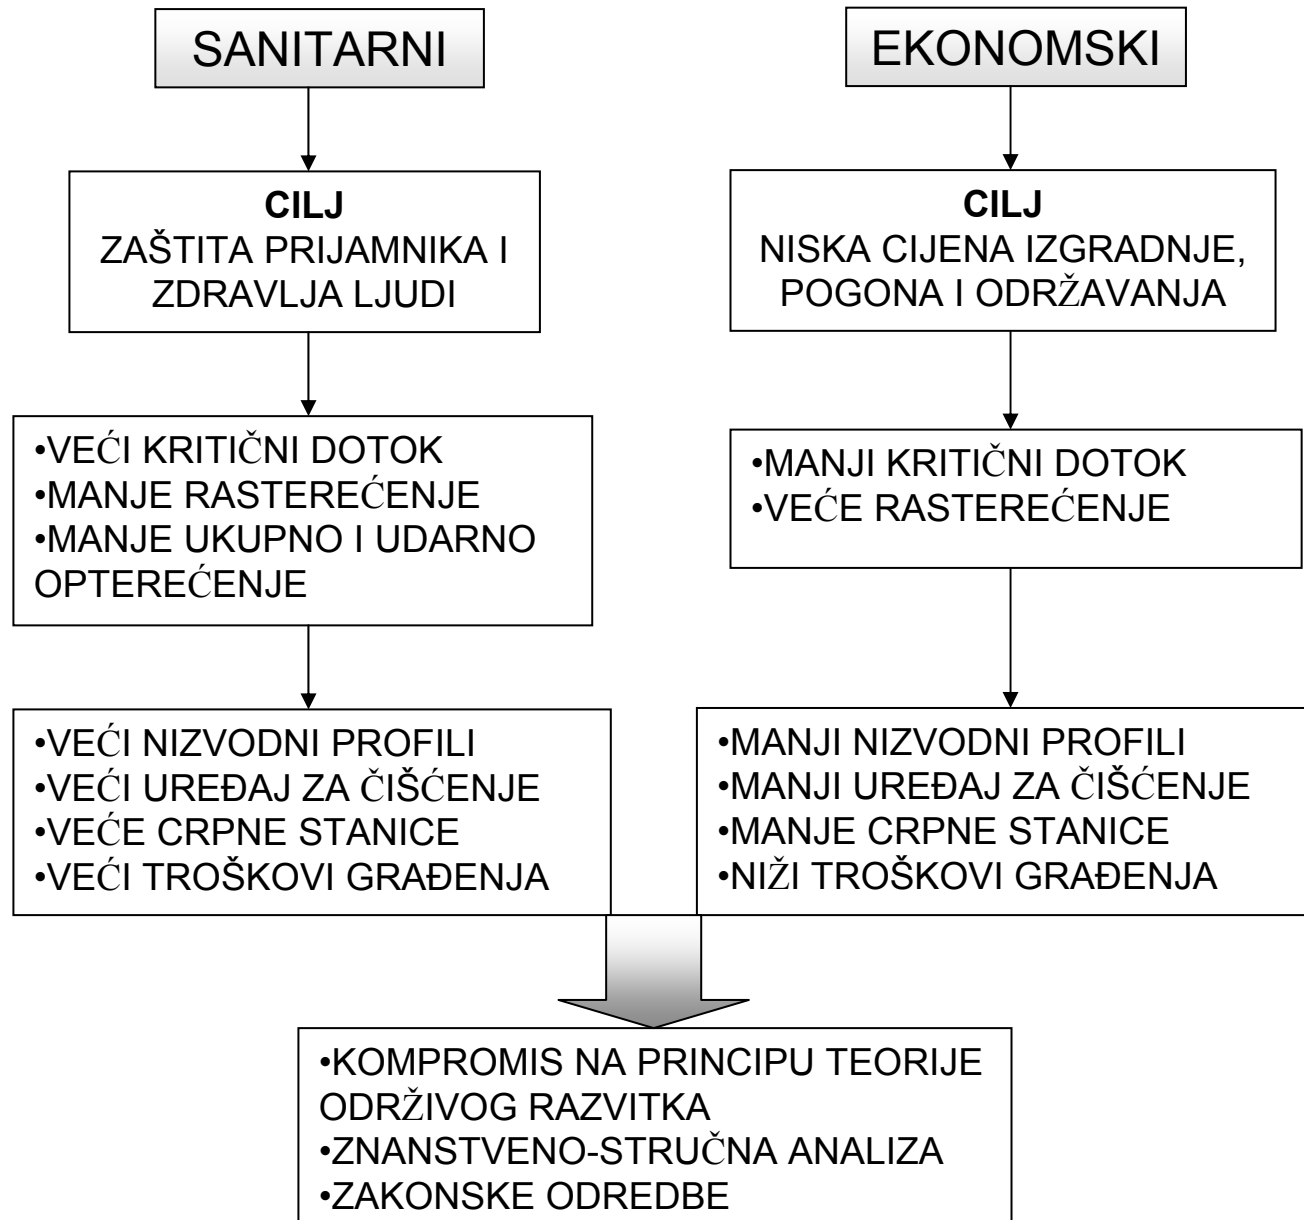 SANITARNI
CILJ
ZAŠTITA PRIJAMNIKA I
ZDRAVLJA LJUDI
•VEĆI KRITIČNI DOTOK
•MANJE RASTEREĆENJE
•MANJE UKUPNO I UDARNO
OPTEREĆENJE
•VEĆI NIZVODNI PROFILI
•VEĆI UREĐAJ ZA ČIŠĆENJE
•VEĆE CRPNE STANICE
•VEĆI TROŠKOVI GRAĐENJA
EKONOMSKI
CILJ
NISKA CIJENA IZGRADNJE,
POGONA I ODRŽAVANJA
•MANJI KRITIČNI DOTOK
•VEĆE RASTEREĆENJE
•MANJI NIZVODNI PROFILI
•MANJI UREĐAJ ZA ČIŠĆENJE
•MANJE CRPNE STANICE
•NIŽI TROŠKOVI GRAĐENJA
•KOMPROMIS NA PRINCIPU TEORIJE
ODRŽIVOG RAZVITKA
•ZNANSTVENO-STRUČNA ANALIZA
•ZAKONSKE ODREDBE